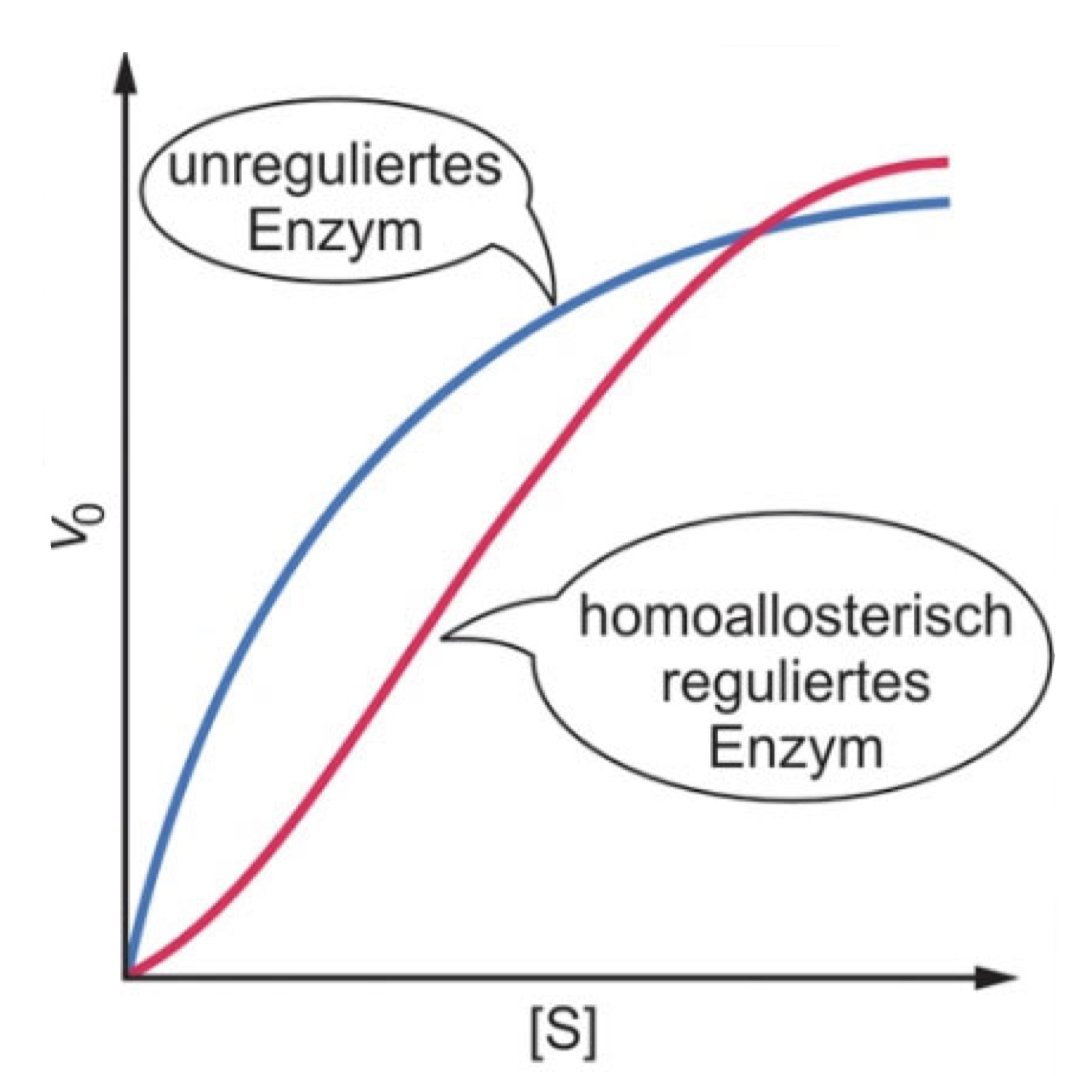 unreguliertes
Enzym
V0
homoallosterisch
reguliertes
Enzym
[S]